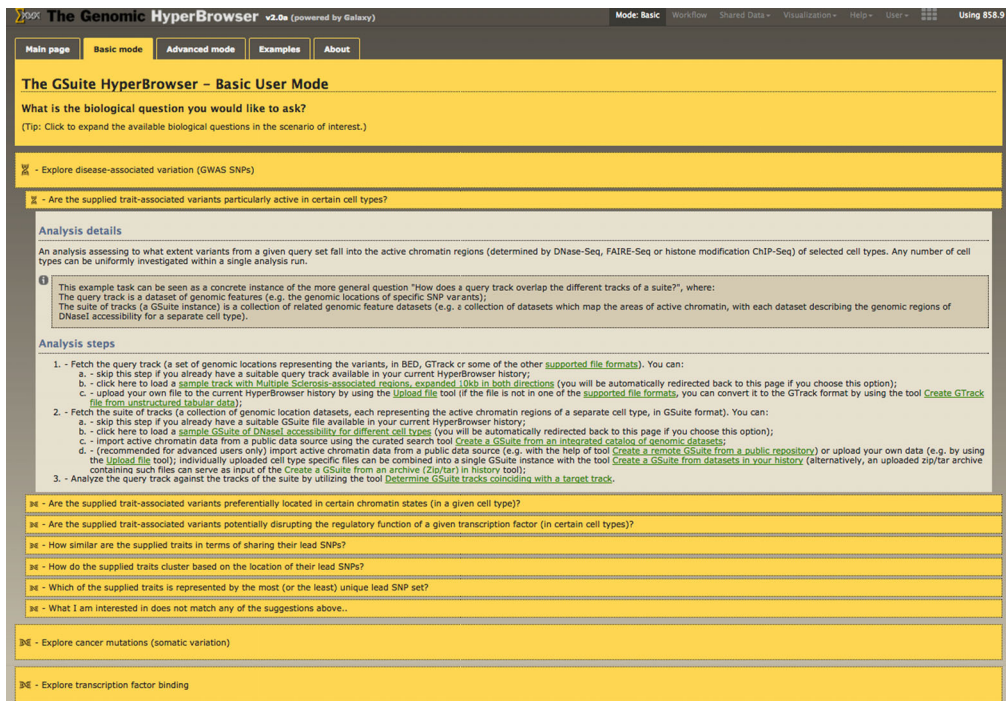 The Genomic HyperBrowser v2.0a (powered by Galaxy)
Mode: Basic Workflow Shared Data Visualization Help User Using 858.9
Main page Basic mode Advanced mode Examples About
The GSuite HyperBrowser – Basic User Mode
What is the biological question you would like to ask?
(Tip: Click to expand the available biological questions in the scenario of interest.)
- Explore disease-associated variation (GWAS SNPs)
- Are the supplied trait-associated variants particularly active in certain cell types?
Analysis details
An analysis assessing to what extent variants from a given query set fall into the active chromatin regions (determined by DNase-Seq, FAIRE-Seq or histone modification ChIP-Seq) of selected cell types. Any number of cell
types can be uniformly investigated within a single analysis run.
This example task can be seen as a concrete instance of the more general question "How does a query track overlap the different tracks of a suite?", where:
The query track is a dataset of genomic features (e.g. the genomic locations of specific SNP variants);
The suite of tracks (a GSuite instance) is a collection of related genomic feature datasets (e.g. a collection of datasets which map the areas of active chromatin, with each dataset describing the genomic regions of
DNaseI accessibility for a separate cell type).
Analysis steps
1. - Fetch the query track (a set of genomic locations representing the variants, in BED, GTrack or some of the other supported file formats). You can:
a. - skip this step if you already have a suitable query track available in your current HyperBrowser history;
b. - click here to load a sample track with Multiple Sclerosis-associated regions, expanded 10kb in both directions (you will be automatically redirected back to this page if you choose this option);
c. - upload your own file to the current HyperBrowser history by using the Upload file tool (if the file is not in one of the supported file formats, you can convert it to the GTrack format by using the tool Create GTrack
file from unstructured tabular data);
2. - Fetch the suite of tracks (a collection of genomic location datasets, each representing the active chromatin regions of a separate cell type, in GSuite format). You can:
a. - skip this step if you already have a suitable GSuite file available in your current HyperBrowser history;
b. - click here to load a sample GSuite of DNaseI accessibility for different cell types (you will be automatically redirected back to this page if you choose this option);
c. - import active chromatin data from a public data source using the curated search tool Create a GSuite from an integrated catalog of genomic datasets;
d. - (recommended for advanced users only) import active chromatin data from a public data source (e.g. with the help of tool Create a remote GSuite from a public repository) or upload your own data (e.g. by using
the Upload file tool); individually uploaded cell type specific files can be combined into a single GSuite instance with the tool Create a GSuite from datasets in your history (alternatively, an uploaded zip/tar archive
containing such files can serve as input of the Create a GSuite from an archive (Zip/tar) in history tool);
3. - Analyze the query track against the tracks of the suite by utilizing the tool Determine GSuite tracks coinciding with a target track.
- Are the supplied trait-associated variants preferentially located in certain chromatin states (in a given cell type)?
- Are the supplied trait-associated variants potentially disrupting the regulatory function of a given transcription factor (in certain cell types)?
- How similar are the supplied traits in terms of sharing their lead SNPs?
- How do the supplied traits cluster based on the location of their lead SNPs?
- Which of the supplied traits is represented by the most (or the least) unique lead SNP set?
- What I am interested in does not match any of the suggestions above..
- Explore cancer mutations (somatic variation)
- Explore transcription factor binding